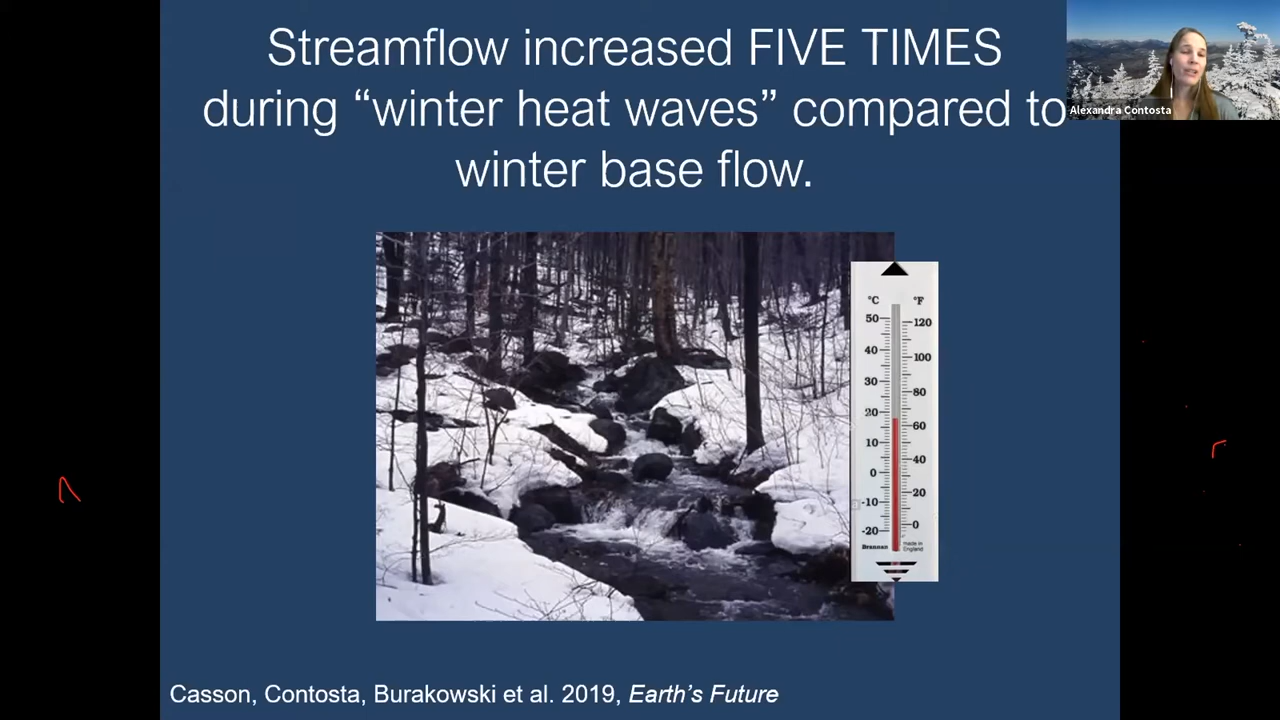 Streamflow increased FIVE TIMES
during “winter heat waves” compared to
winter base flow.
Alexandra Contosta
°C °F
50 120
40 100
30 80
20 60
10 40
0 20
-10 0
-20
Brannan made in
England
Casson, Contosta, Burakowski et al. 2019, Earth’s Future